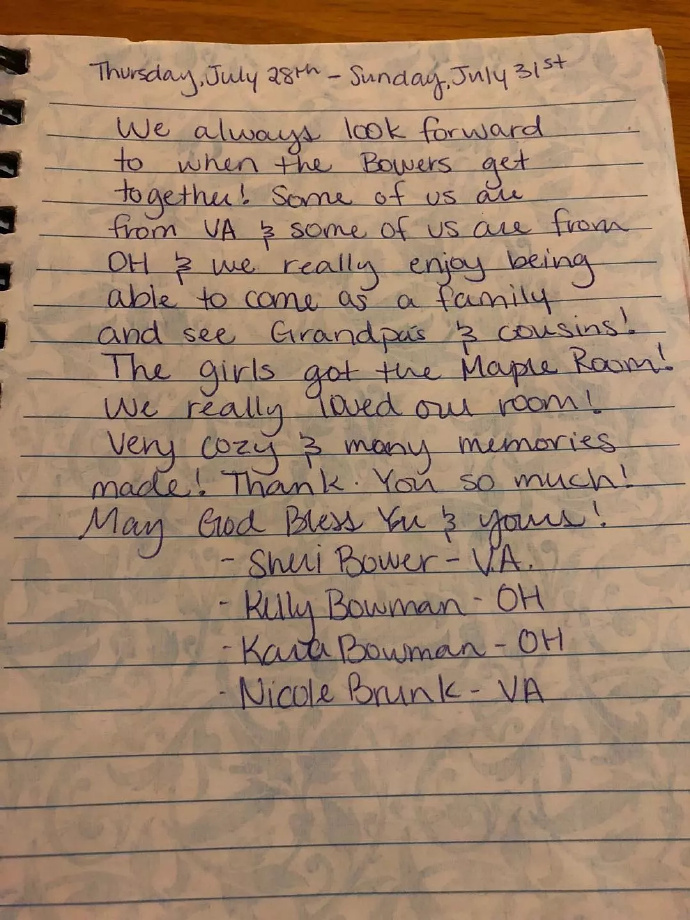 Thursday, July 28th - Sunday, July 31st
We always look forward
to when the Bowers get
together! Some of us are
from VA & some of us are from
OH & we really enjoy being
able to come as a family
and see Grandpa's & cousins!
The girls got the Maple Room!
We really loved our room!
Very cozy & many memories
made! Thank. You so much!
May God Bless You & yours!
- Sheri Bower - VA.
- Kelly Bowman - OH
- Kara Bowman - OH
- Nicole Brunk - VA